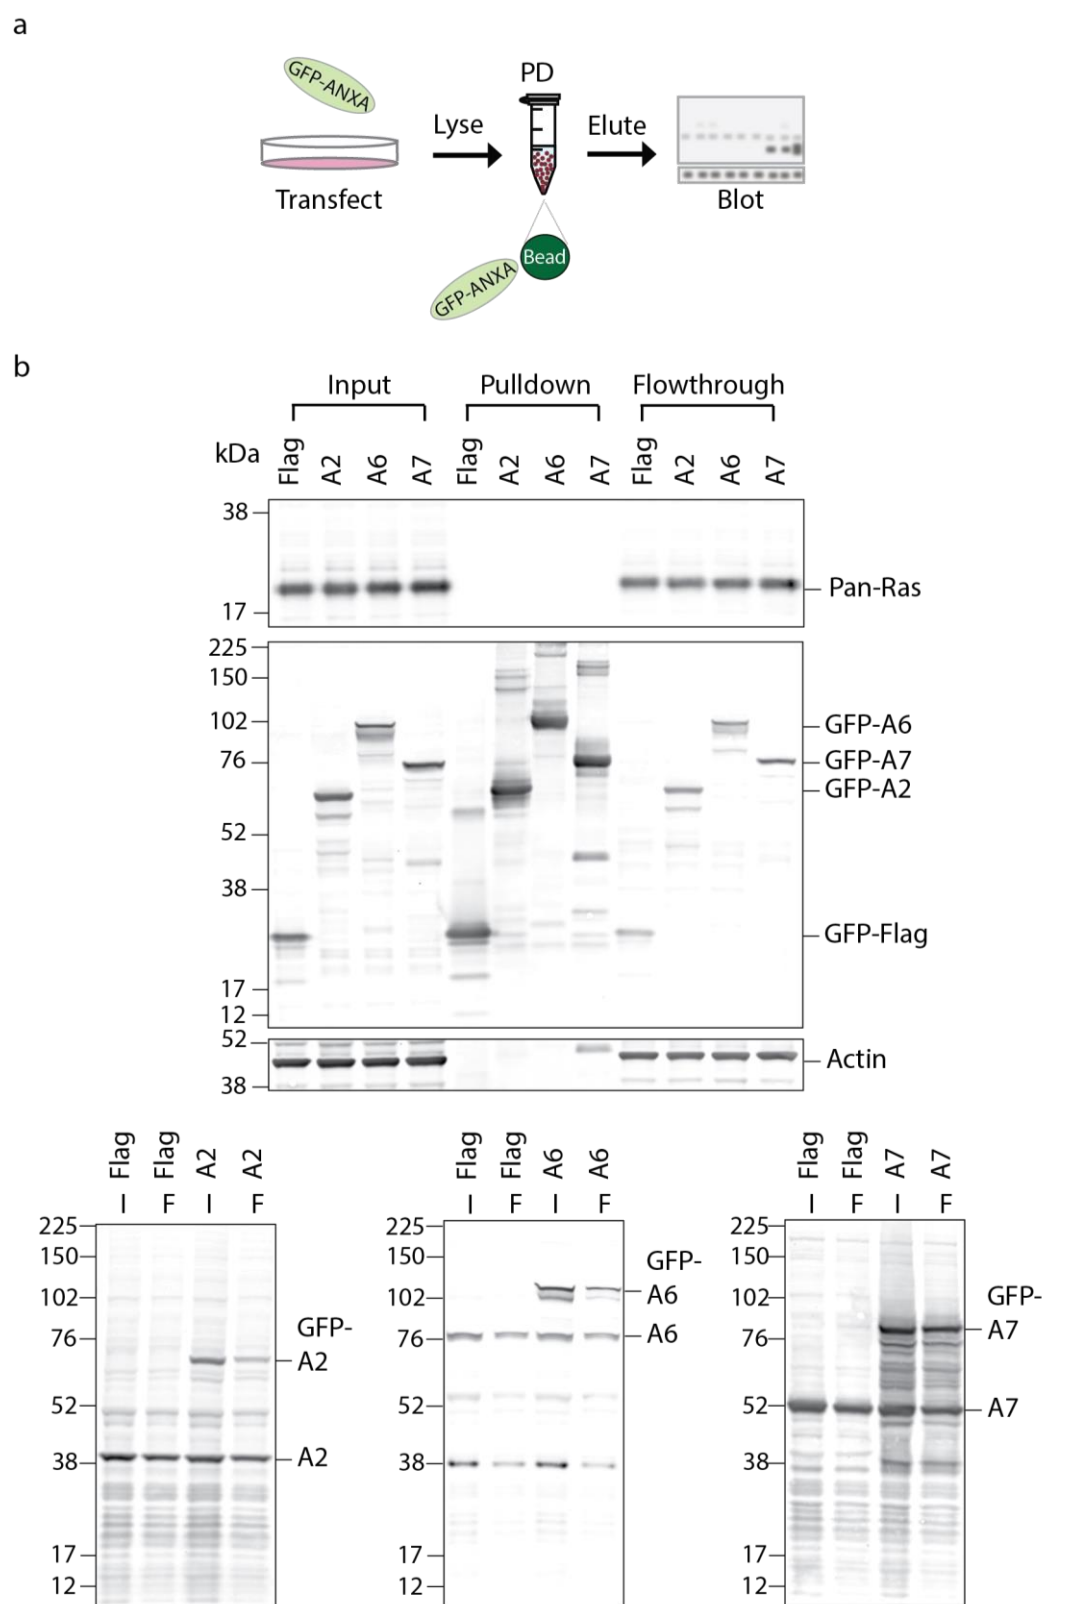 a
GFP-ANXA
PD
Lyse
Elute
Transfect
Blot
Bead
GFP-ANXA
b
Input Pulldown Flowthrough
kDa Flag A2 A6 A7 Flag A2 A6 A7 Flag A2 A6 A7
38
Pan-Ras
17
225
150
102 GFP-A6
76 GFP-A7
GFP-A2
52
38
GFP-Flag
17
12
52
Actin
38
Flag Flag A2 A2
I F I F
225
150
102
GFP-
76
A2
52
38 A2
17
12
Flag Flag A6 A6
I F I F
225
150
GFP-
102 A6
76 A6
52
38
17
12
Flag Flag A7 A7
I F I F
225
150
102 GFP-
A7
76
52 A7
38
17
12